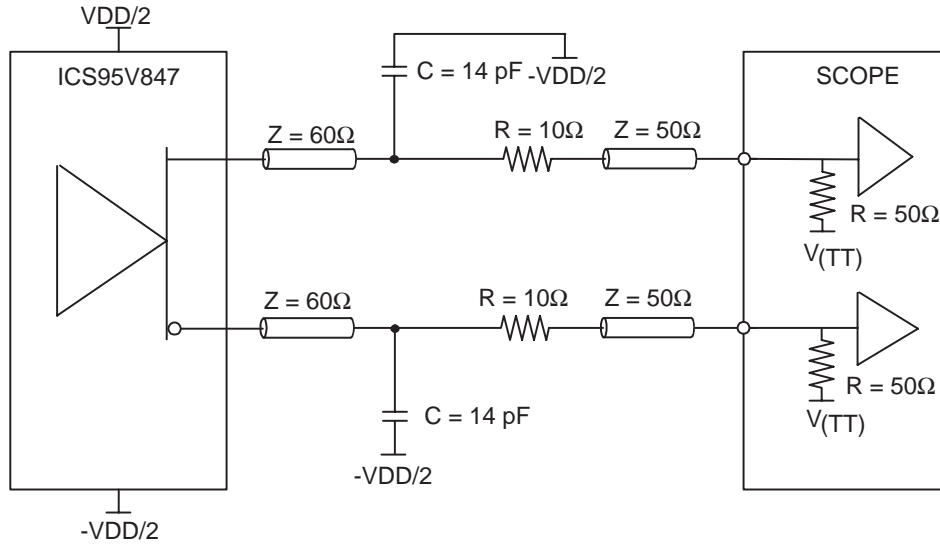 VDD/2
ICS95V847
C = 14 pF
-VDD/2
SCOPE
Z = 60Ω
R = 10Ω
Z = 50Ω
R = 50Ω
V(TT)
Z = 60Ω
R = 10Ω
Z = 50Ω
R = 50Ω
V(TT)
C = 14 pF
-VDD/2
-VDD/2